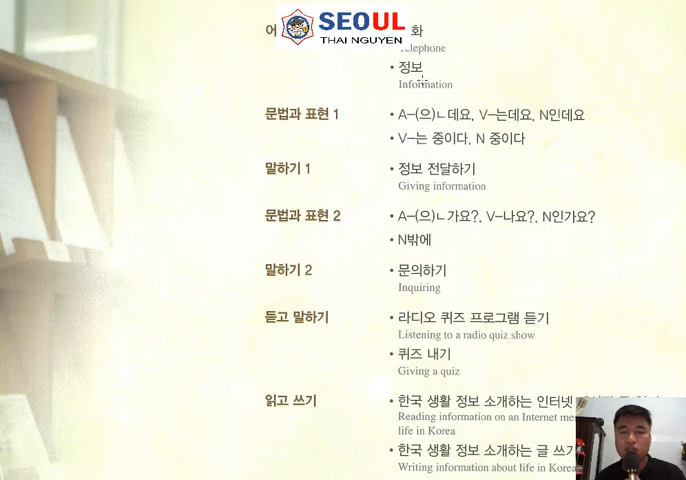 SEOUL
THAI NGUYEN
어 화
Telephone
• 정보
Information
문법과 표현 1 • A-(으)ㄴ데요, V-는데요, N인데요
• V-는 중이다, N 중이다
말하기 1 • 정보 전달하기
Giving information
문법과 표현 2 • A-(으)ㄴ가요?, V-나요?, N인가요?
• N밖에
말하기 2 • 문의하기
Inquiring
듣고 말하기 • 라디오 퀴즈 프로그램 듣기
Listening to a radio quiz show
• 퀴즈 내기
Giving a quiz
읽고 쓰기 • 한국 생활 정보 소개하는 인터넷
Reading information on an Internet
life in Korea
• 한국 생활 정보 소개하는 글 쓰기
Writing information about life in Korea